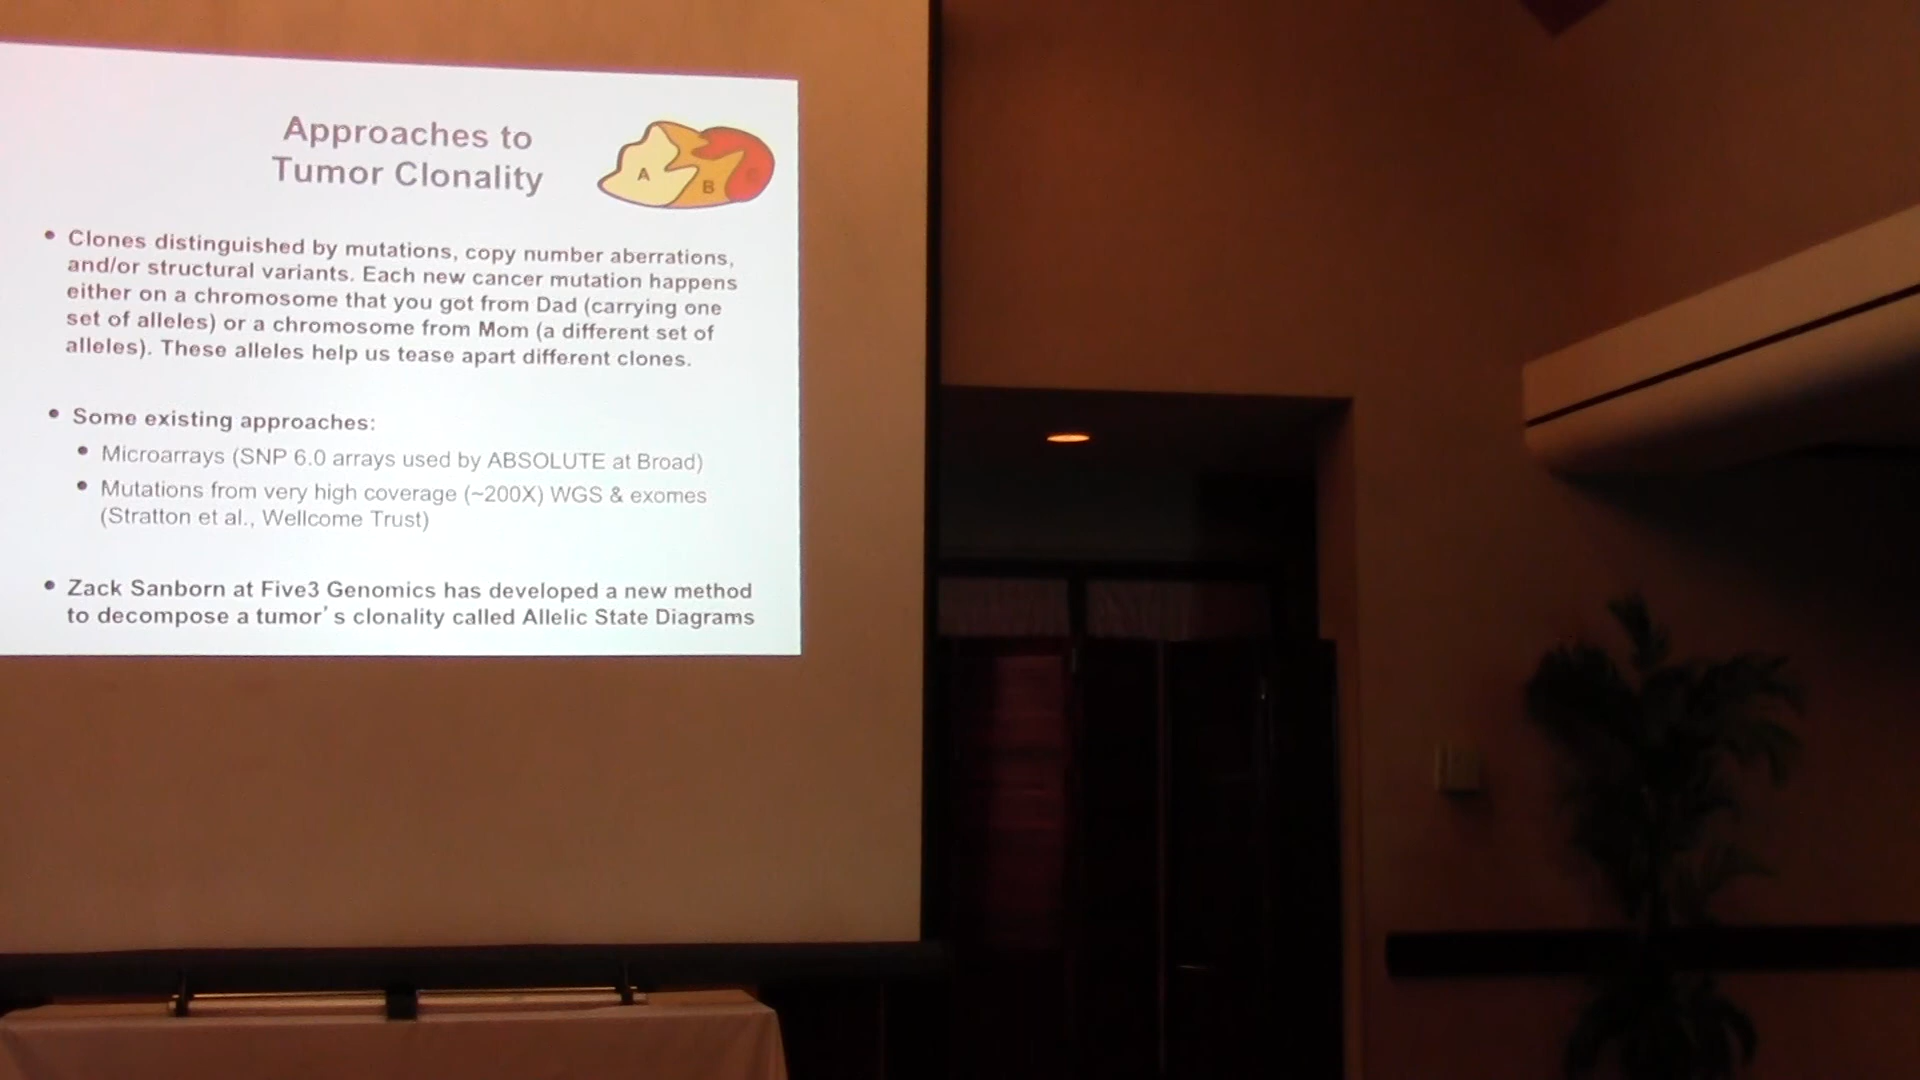 Approaches to
Tumor Clonality
A
B
• Clones distinguished by mutations, copy number aberrations,
and/or structural variants. Each new cancer mutation happens
either on a chromosome that you got from Dad (carrying one
set of alleles) or a chromosome from Mom (a different set of
alleles). These alleles help us tease apart different clones.
• Some existing approaches:
• Microarrays (SNP 6.0 arrays used by ABSOLUTE at Broad)
• Mutations from very high coverage (~200X) WGS & exomes
(Stratton et al., Wellcome Trust)
• Zack Sanborn at Five3 Genomics has developed a new method
to decompose a tumor’s clonality called Allelic State Diagrams